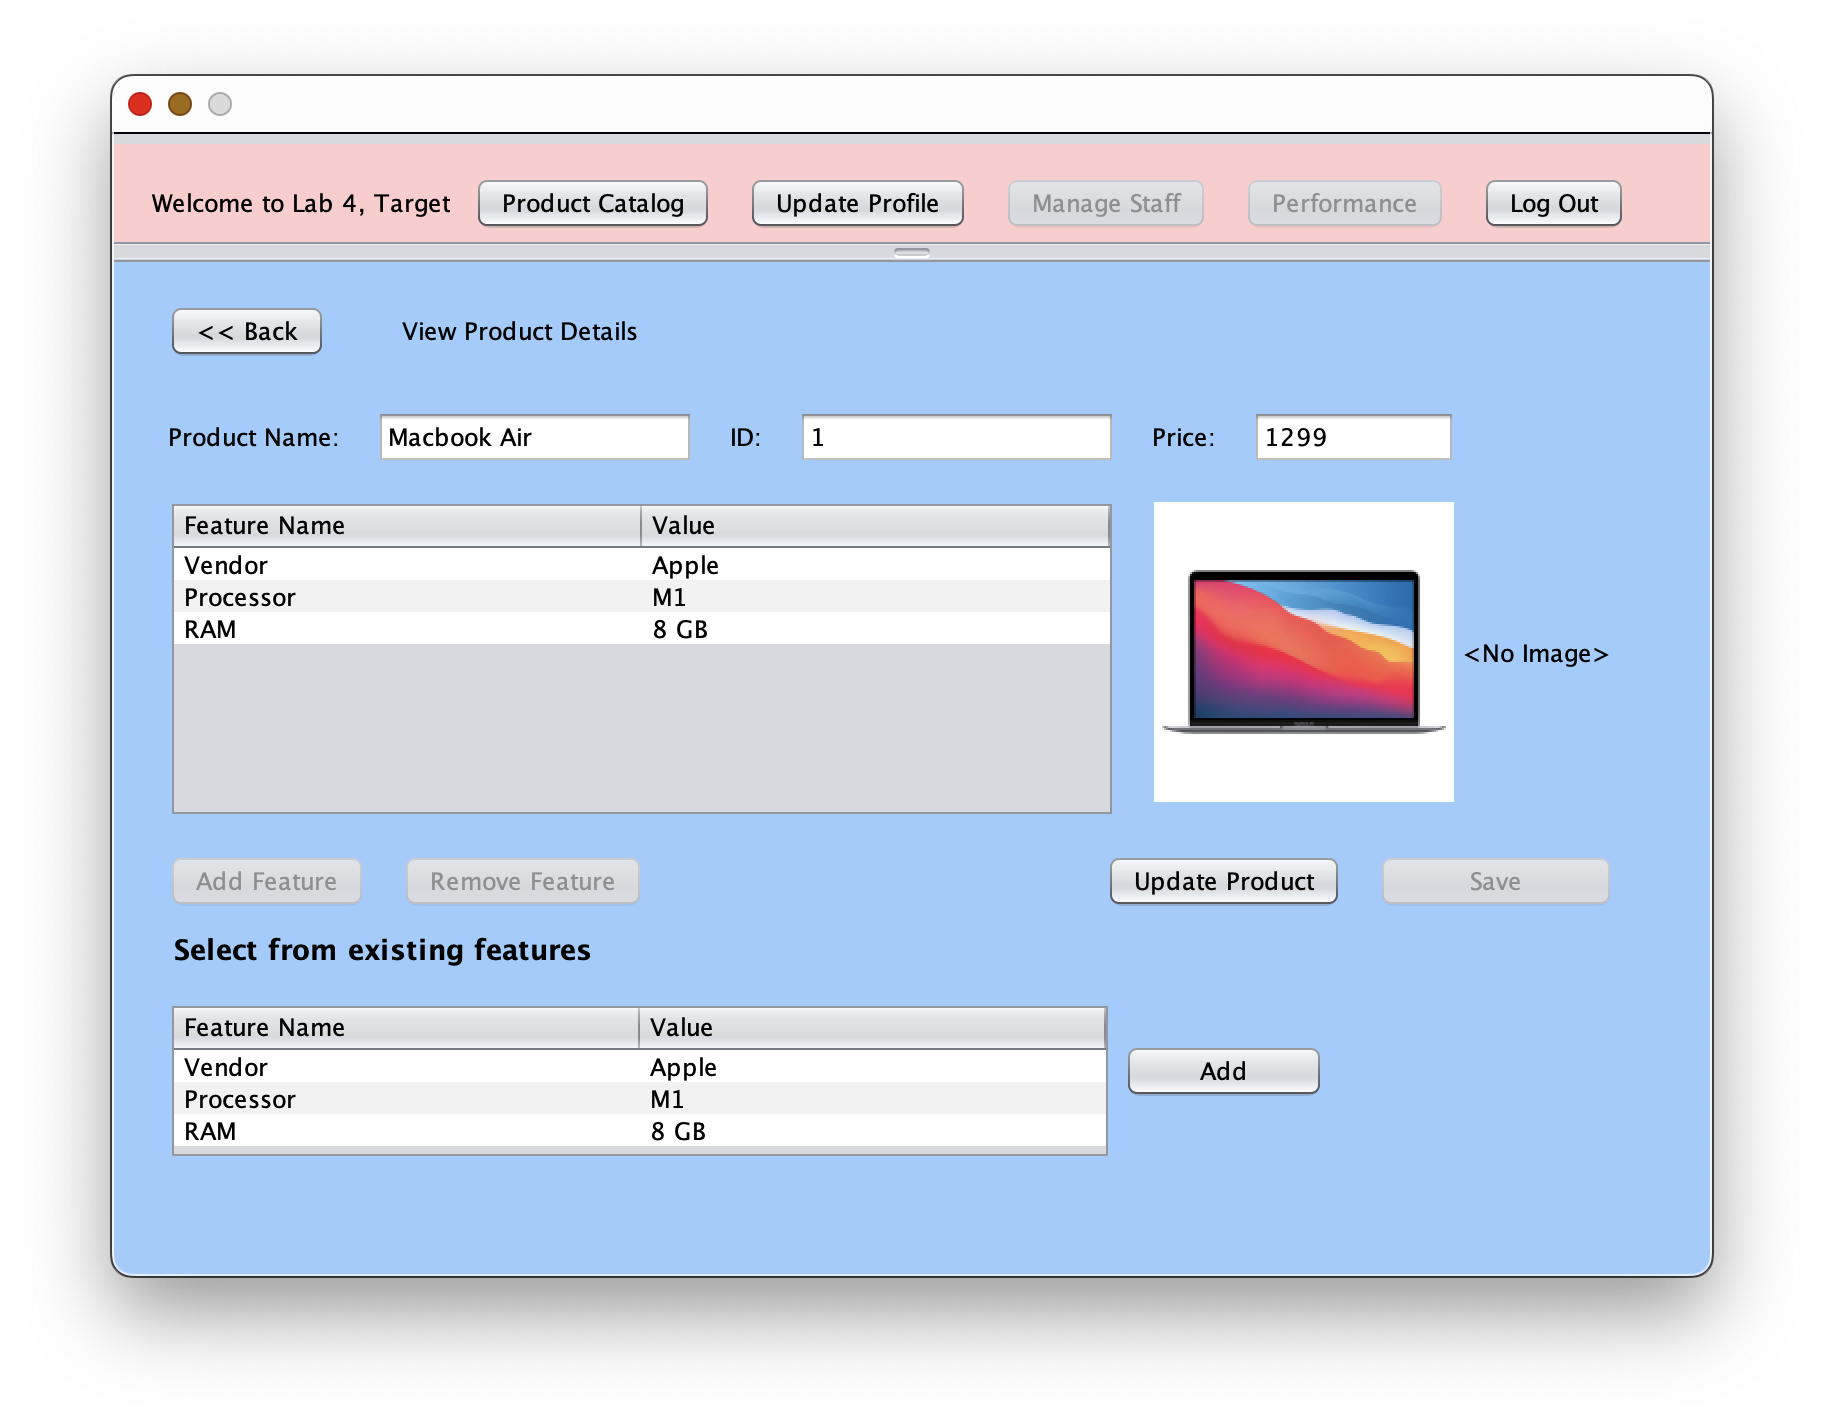 Welcome to Lab 4, Target Product Catalog Update Profile Manage Staff Performance Log Out
<< Back View Product Details
Product Name: Macbook Air ID: 1 Price: 1299
Feature Name Value
Vendor Apple
Processor M1
RAM 8 GB
<No Image>
Add Feature Remove Feature Update Product Save
Select from existing features
Feature Name Value
Vendor Apple
Processor M1
RAM 8 GB
Add